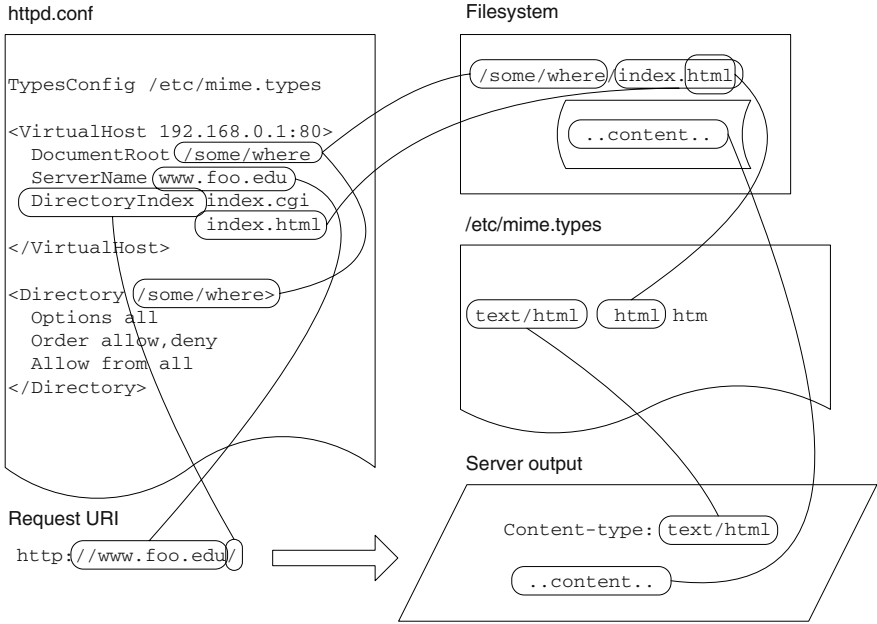 httpd.conf
TypesConfig /etc/mime.types
<VirtualHost 192.168.0.1:80>
DocumentRoot /some/where
ServerName www.foo.edu
DirectoryIndex index.cgi
index.html
</VirtualHost>
<Directory /some/where>
Options all
Order allow,deny
Allow from all
</Directory>
Request URI
http://www.foo.edu/
Filesystem
/some/where/index.html
..content..
/etc/mime.types
text/html html htm
Server output
Content-type: text/html
..content..